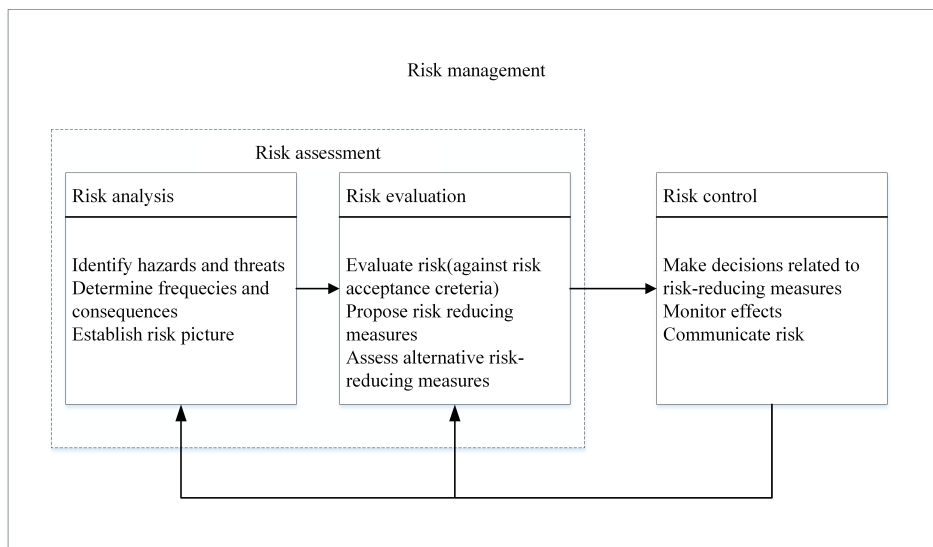 Risk management
Risk assessment
Risk analysis
Identify hazards and threats
Determine frequecies and
consequences
Establish risk picture
Risk evaluation
Evaluate risk(against risk
acceptance creteria)
Propose risk reducing
measures
Assess alternative risk-
reducing measures
Risk control
Make decisions related to
risk-reducing measures
Monitor effects
Communicate risk